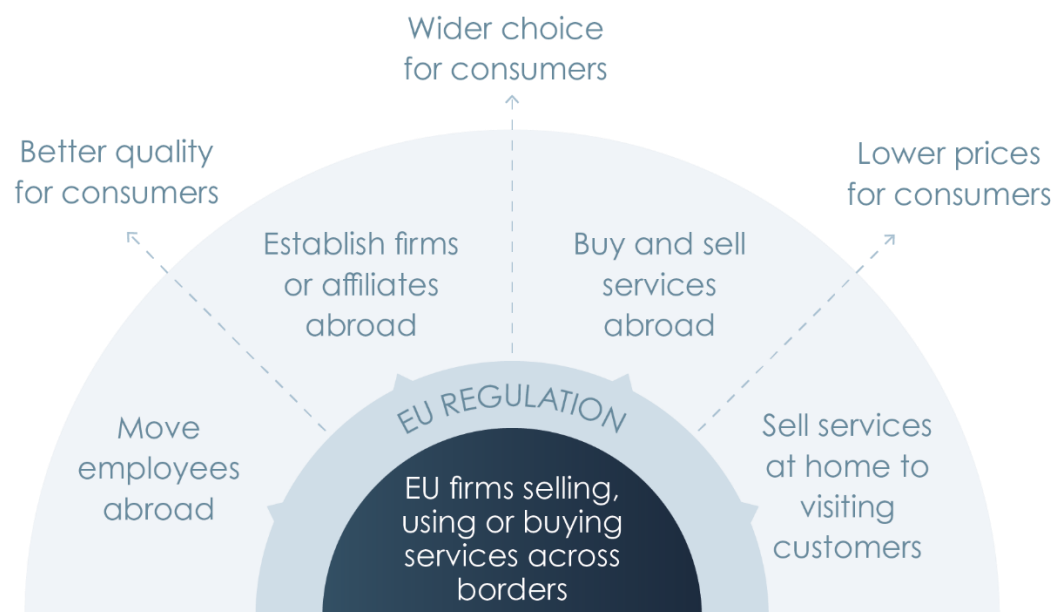 Wider choice
for consumers
Better quality
for consumers
Lower prices
for consumers
Establish firms
or affiliates
abroad
Buy and sell
services
abroad
Move
employees
abroad
Sell services
at home to
visiting
customers
EU REGULATION
EU firms selling,
using or buying
services across
borders